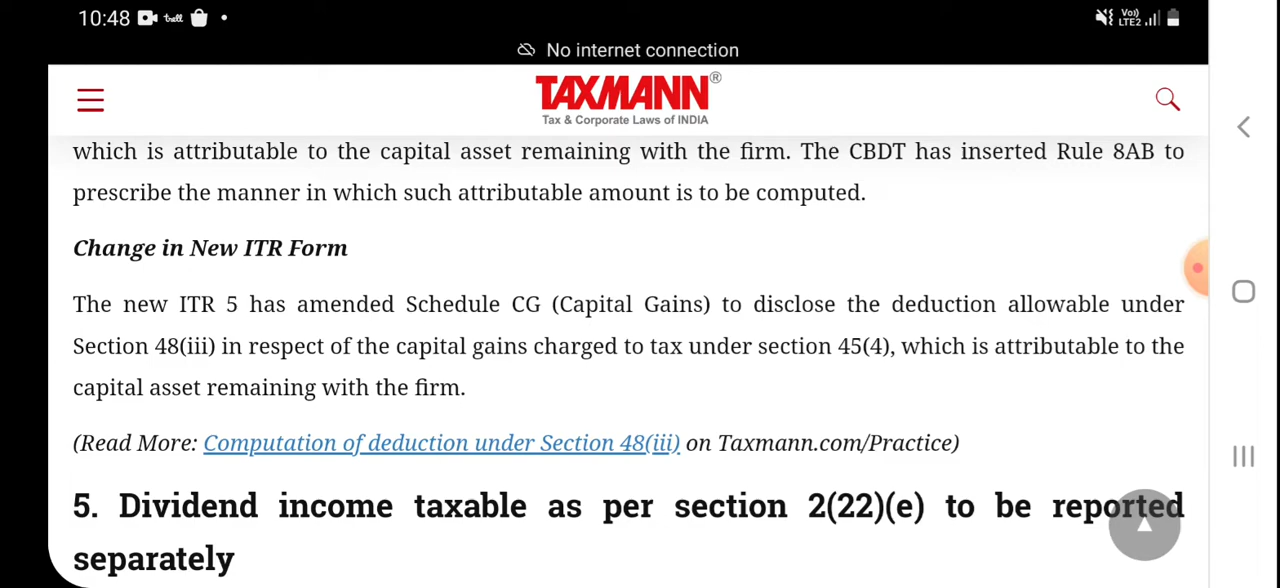 10:48 trell
Vo))
LTE2
No internet connection
TAXMANN®
Tax & Corporate Laws of INDIA
which is attributable to the capital asset remaining with the firm. The CBDT has inserted Rule 8AB to
prescribe the manner in which such attributable amount is to be computed.
Change in New ITR Form
The new ITR 5 has amended Schedule CG (Capital Gains) to disclose the deduction allowable under
Section 48(iii) in respect of the capital gains charged to tax under section 45(4), which is attributable to the
capital asset remaining with the firm.
(Read More: Computation of deduction under Section 48(iii) on Taxmann.com/Practice)
5. Dividend income taxable as per section 2(22)(e) to be reported
separately